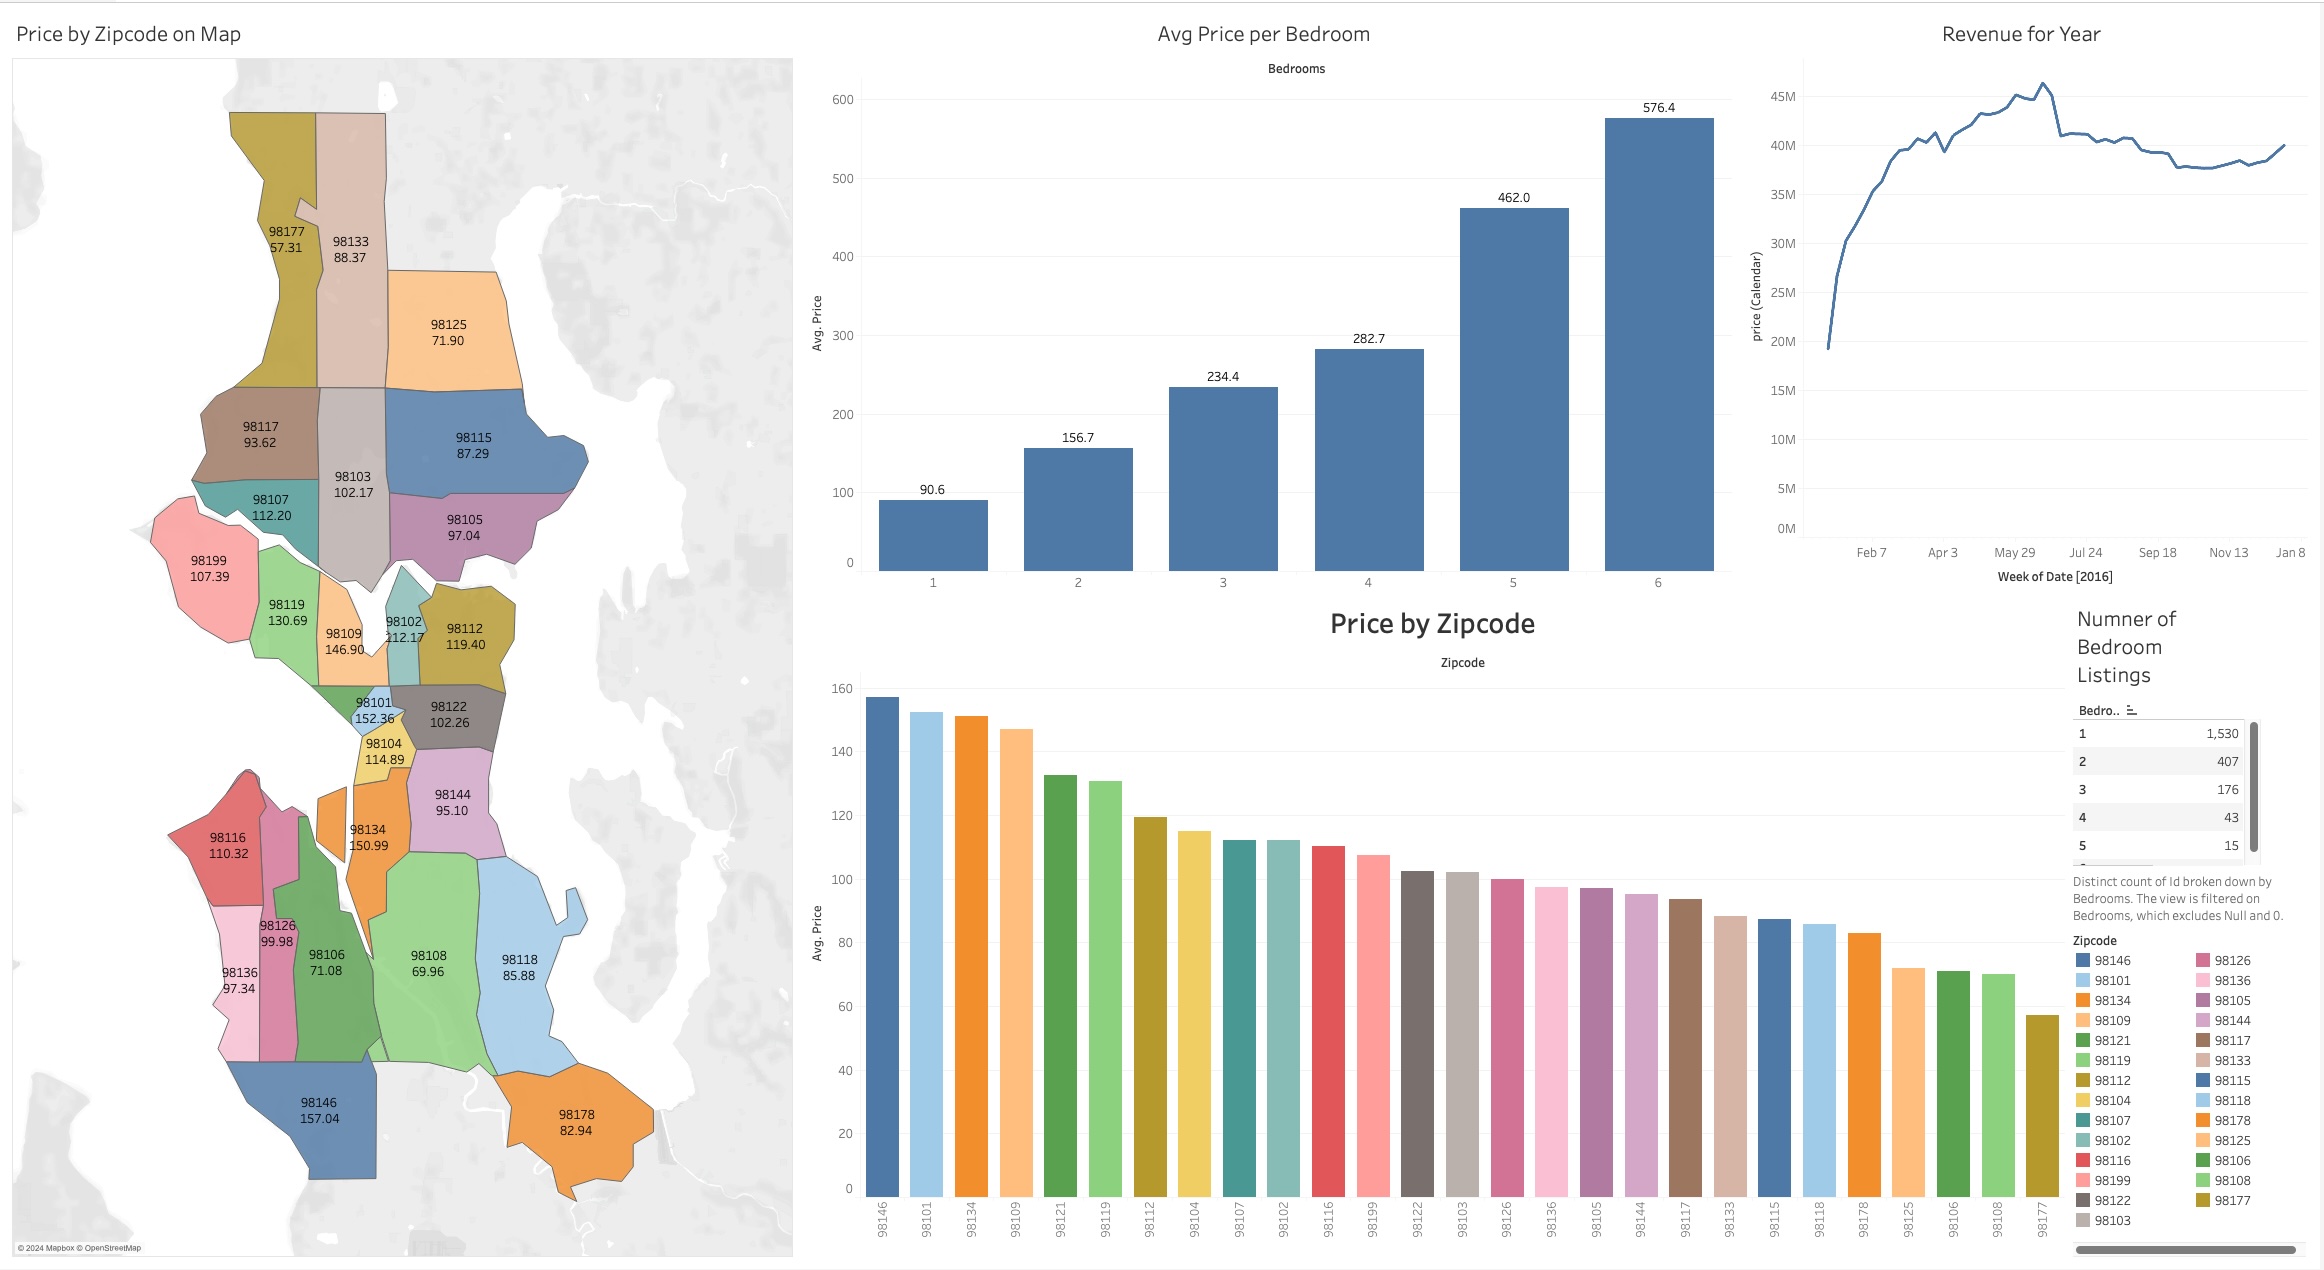 Price by Zipcode on Map
98177
57.31
98133
88.37
98125
71.90
98117
93.62
98115
87.29
98103
102.17
98107
112.20
98105
97.04
98199
107.39
98119
130.69
98109
146.90
98102
112.17
98112
119.40
98101
152.36
98122
102.26
98104
114.89
98144
95.10
98134
150.99
98116
110.32
98126
99.98
98136
97.34
98106
71.08
98108
69.96
98118
85.88
98146
157.04
98178
82.94
© 2024 Mapbox © OpenStreetMap
Avg Price per Bedroom
Bedrooms
Avg. Price
600
500
400
300
200
100
0
90.6
156.7
234.4
282.7
462.0
576.4
1 2 3 4 5 6
Revenue for Year
price (Calendar)
45M
40M
35M
30M
25M
20M
15M
10M
5M
0M
Feb 7 Apr 3 May 29 Jul 24 Sep 18 Nov 13 Jan 8
Week of Date [2016]
Price by Zipcode
Zipcode
Avg. Price
160
140
120
100
80
60
40
20
0
98146 98101 98134 98109 98121 98119 98112 98104 98107 98102 98116 98199 98122 98103 98126 98136 98105 98144 98117 98133 98115 98118 98178 98125 98106 98108 98177
Numner of
Bedroom
Listings
Bedro..
1 1,530
2 407
3 176
4 43
5 15
Distinct count of Id broken down by
Bedrooms. The view is filtered on
Bedrooms, which excludes Null and 0.
Zipcode
98146 98126
98101 98136
98134 98105
98109 98144
98121 98117
98119 98133
98112 98115
98104 98118
98107 98178
98102 98125
98116 98106
98199 98108
98122 98177
98103